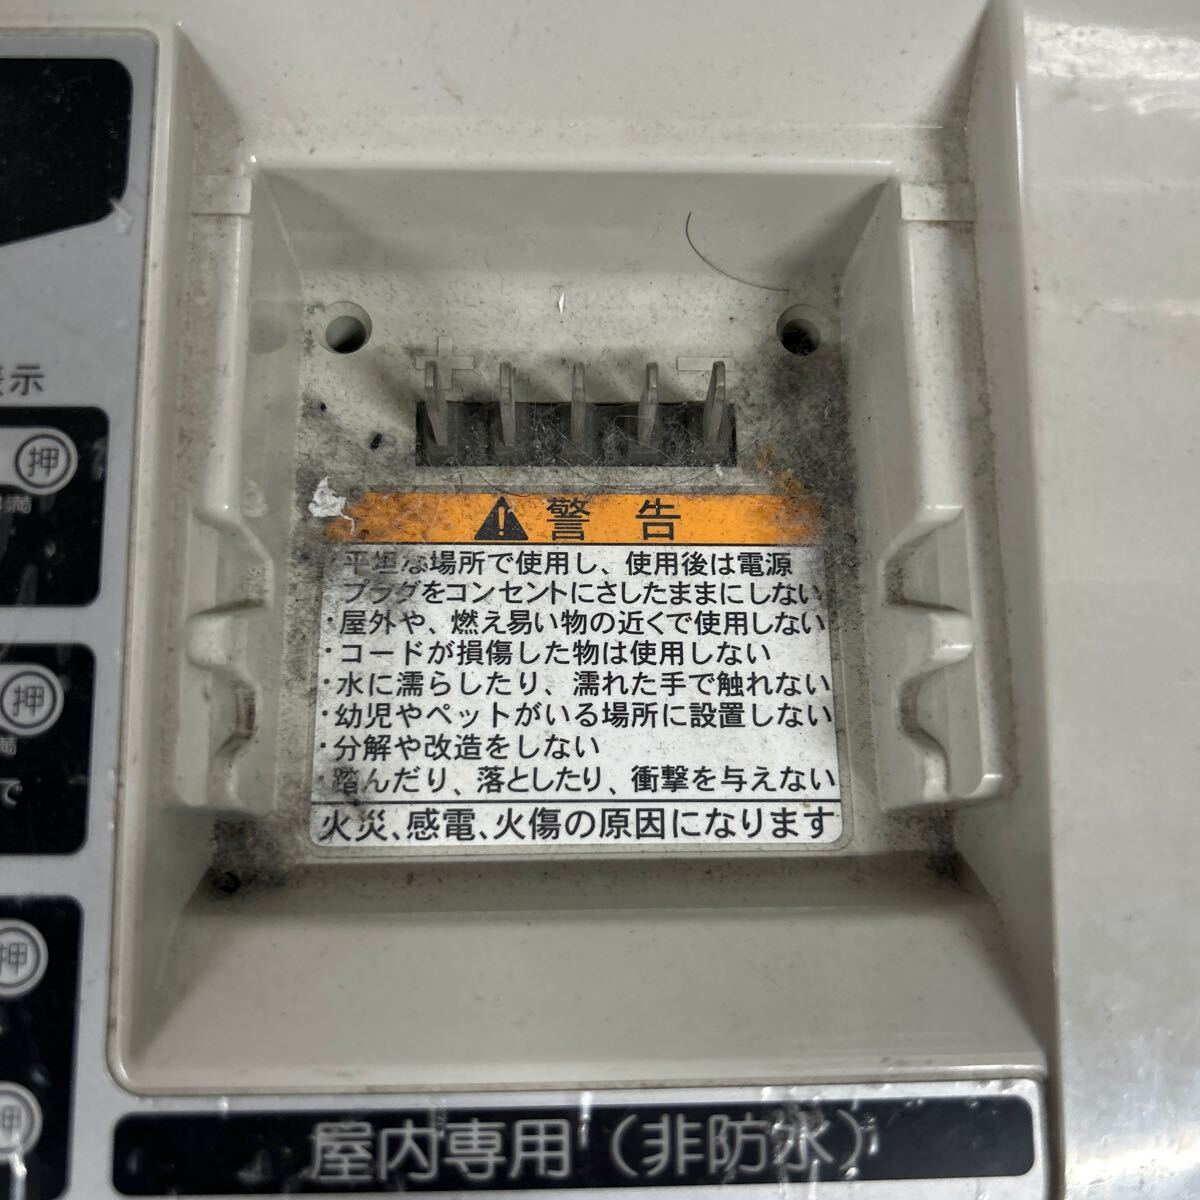 表示
押
満
押
満
で
押
押
+ −
警告
平坦な場所で使用し、使用後は電源
プラグをコンセントにさしたままにしない
・屋外や、燃え易い物の近くで使用しない
・コードが損傷した物は使用しない
・水に濡らしたり、濡れた手で触れない
・幼児やペットがいる場所に設置しない
・分解や改造をしない
・踏んだり、落としたり、衝撃を与えない
火災、感電、火傷の原因になります
屋内専用（非防水）